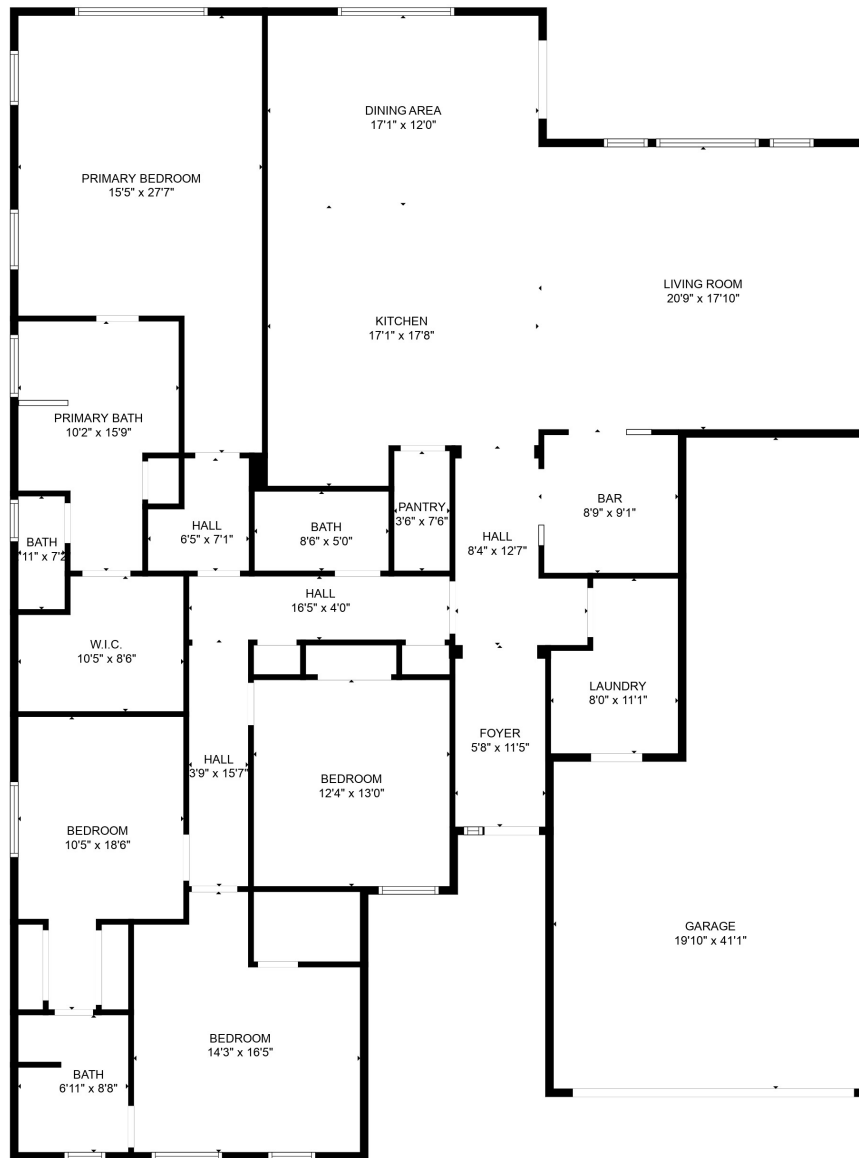 DINING AREA
17'1" x 12'0"
PRIMARY BEDROOM
15'5" x 27'7"
LIVING ROOM
20'9" x 17'10"
KITCHEN
17'1" x 17'8"
PRIMARY BATH
10'2" x 15'9"
BAR
8'9" x 9'1"
PANTRY
3'6" x 7'6"
HALL
6'5" x 7'1"
BATH
8'6" x 5'0"
HALL
8'4" x 12'7"
BATH
'11" x 7'2
HALL
16'5" x 4'0"
W.I.C.
10'5" x 8'6"
LAUNDRY
8'0" x 11'1"
FOYER
5'8" x 11'5"
HALL
3'9" x 15'7"
BEDROOM
12'4" x 13'0"
BEDROOM
10'5" x 18'6"
GARAGE
19'10" x 41'1"
BEDROOM
14'3" x 16'5"
BATH
6'11" x 8'8"